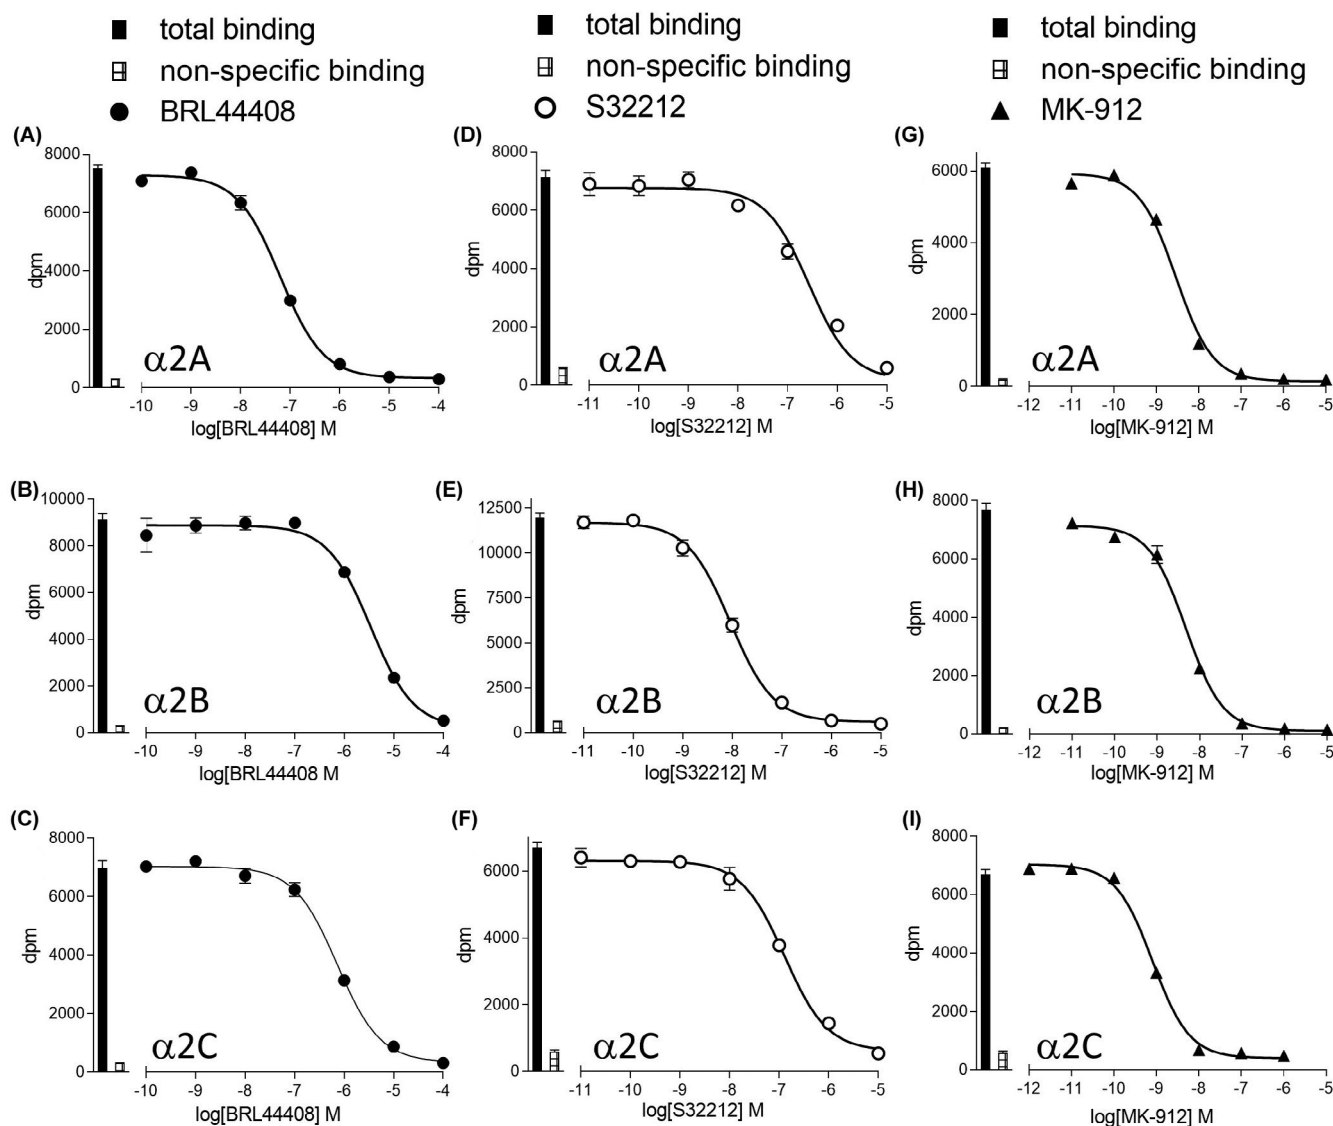 total binding
non-specific binding
BRL44408
total binding
non-specific binding
S32212
total binding
non-specific binding
MK-912
(A)
8000
6000
4000
2000
0
dpm
α2A
-10 -9 -8 -7 -6 -5 -4
log[BRL44408] M
(D)
8000
6000
4000
2000
0
dpm
α2A
-11 -10 -9 -8 -7 -6 -5
log[S32212] M
(G)
6000
4000
2000
0
dpm
α2A
-12 -11 -10 -9 -8 -7 -6 -5
log[MK-912] M
(B)
10000
8000
6000
4000
2000
0
dpm
α2B
-10 -9 -8 -7 -6 -5 -4
log[BRL44408 M
(E)
12500
10000
7500
5000
2500
0
dpm
α2B
-11 -10 -9 -8 -7 -6 -5
log[S32212] M
(H)
8000
6000
4000
2000
0
dpm
α2B
-12 -11 -10 -9 -8 -7 -6 -5
log[MK-912] M
(C)
8000
6000
4000
2000
0
dpm
α2C
-10 -9 -8 -7 -6 -5 -4
log[BRL44408] M
(F)
6000
4000
2000
0
dpm
α2C
-11 -10 -9 -8 -7 -6 -5
log[S32212] M
(I)
8000
6000
4000
2000
0
dpm
α2C
-12 -11 -10 -9 -8 -7 -6 -5
log[MK-912] M